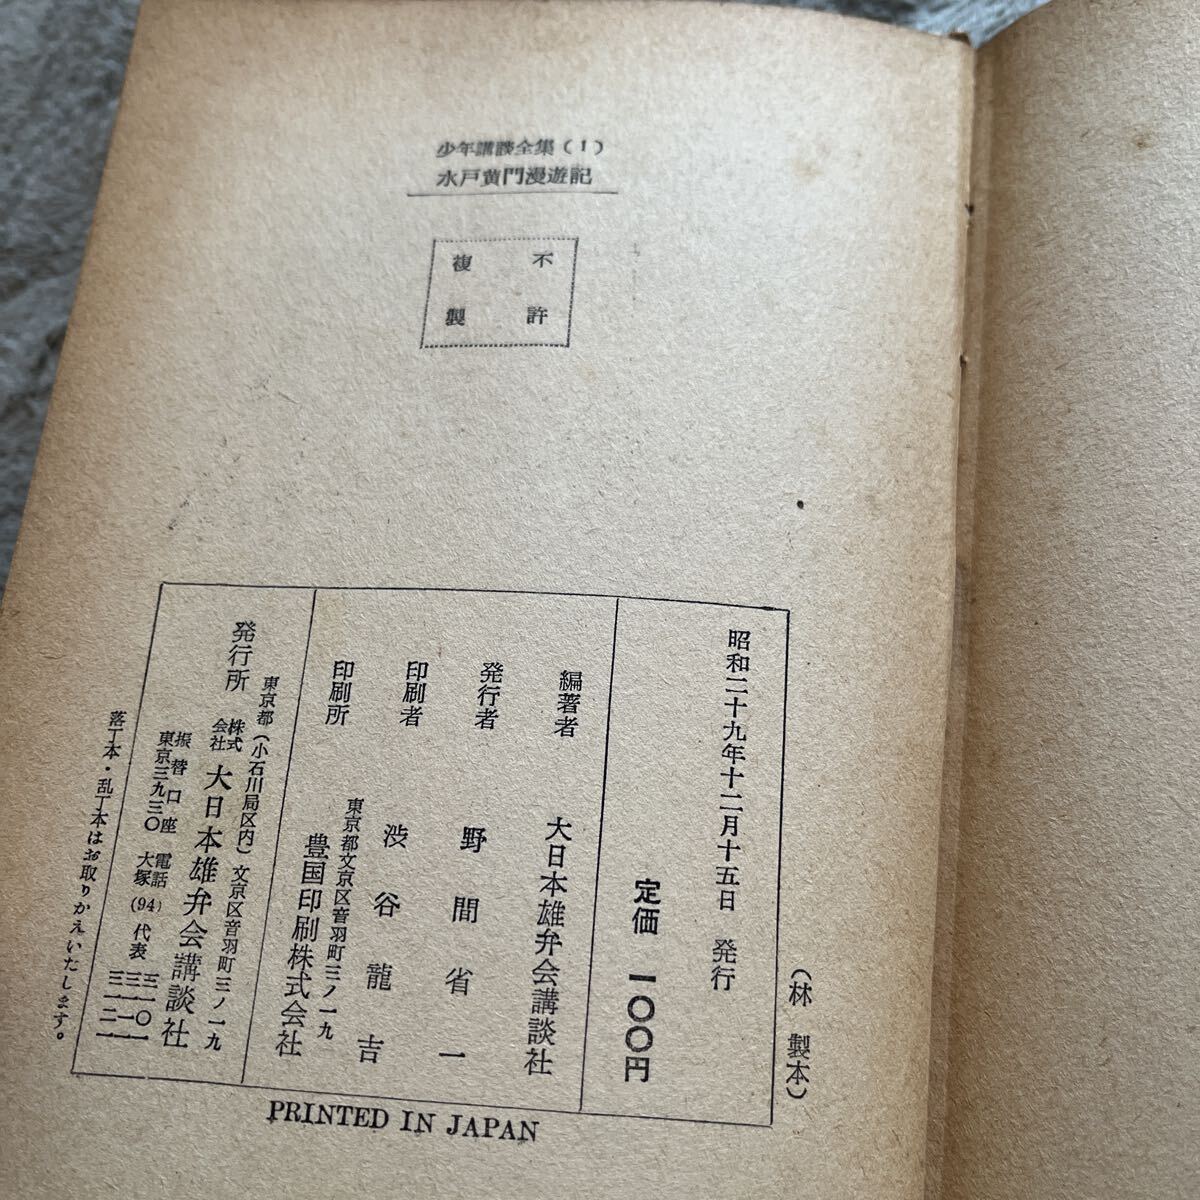 少年講談全集(1)
水戸黄門漫遊記
不許
複製
(林 製本)
昭和二十九年十二月十五日 発行
定価 一〇〇円
編著者 大日本雄弁会講談社
発行者 野間省一
印刷者 渋谷龍吉
東京都文京区音羽町三ノ一九
印刷所 豊国印刷株式会社
東京都(小石川局区内)文京区音羽町三ノ一九
発行所 株式会社 大日本雄弁会講談社
振替口座 東京三九三〇 電話 大塚(94)代表 三一〇一 三一一一 三一二一
落丁本・乱丁本はお取りかえいたします。
PRINTED IN JAPAN